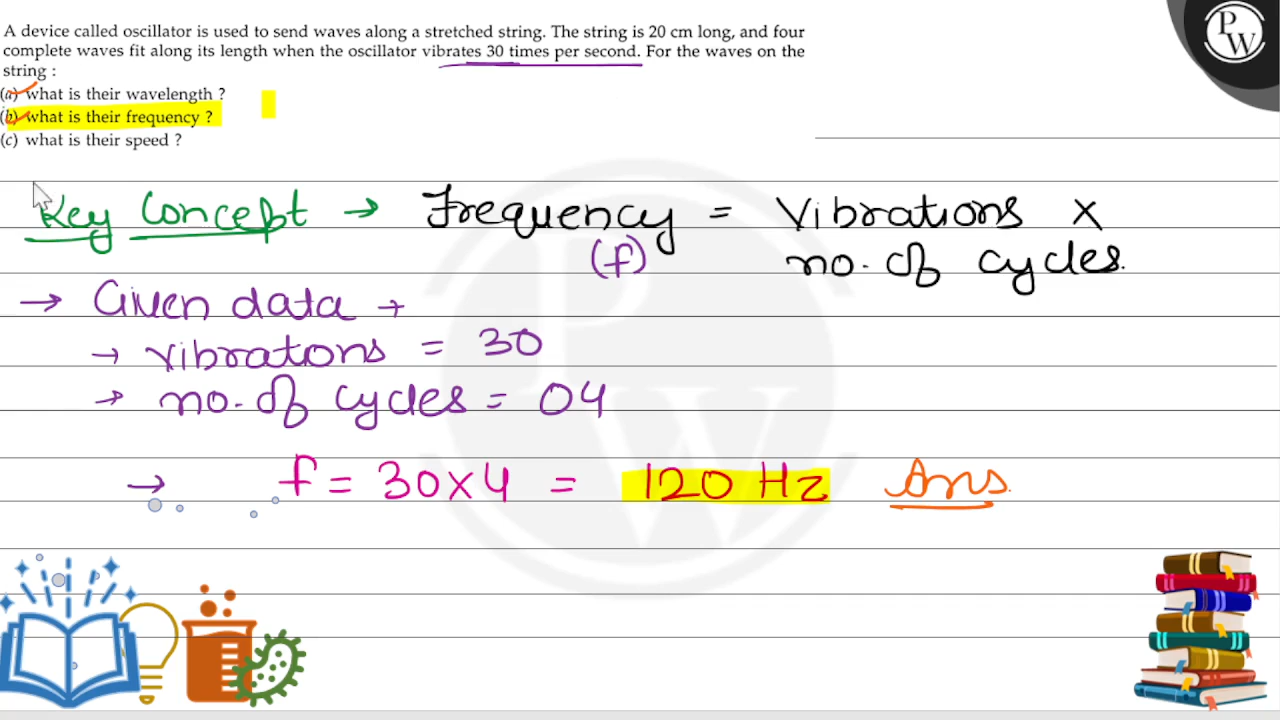 A device called oscillator is used to send waves along a stretched string. The string is 20 cm long, and four
complete waves fit along its length when the oscillator vibrates 30 times per second. For the waves on the
string :
(a) what is their wavelength ?
(b) what is their frequency ?
(c) what is their speed ?
PW
Key Concept → Frequency = Vibrations ×
(f) no. of cycles.
→ Given data →
→ vibrations = 30
→ no. of cycles = 04
→ f = 30×4 = 120 Hz Ans.
PW